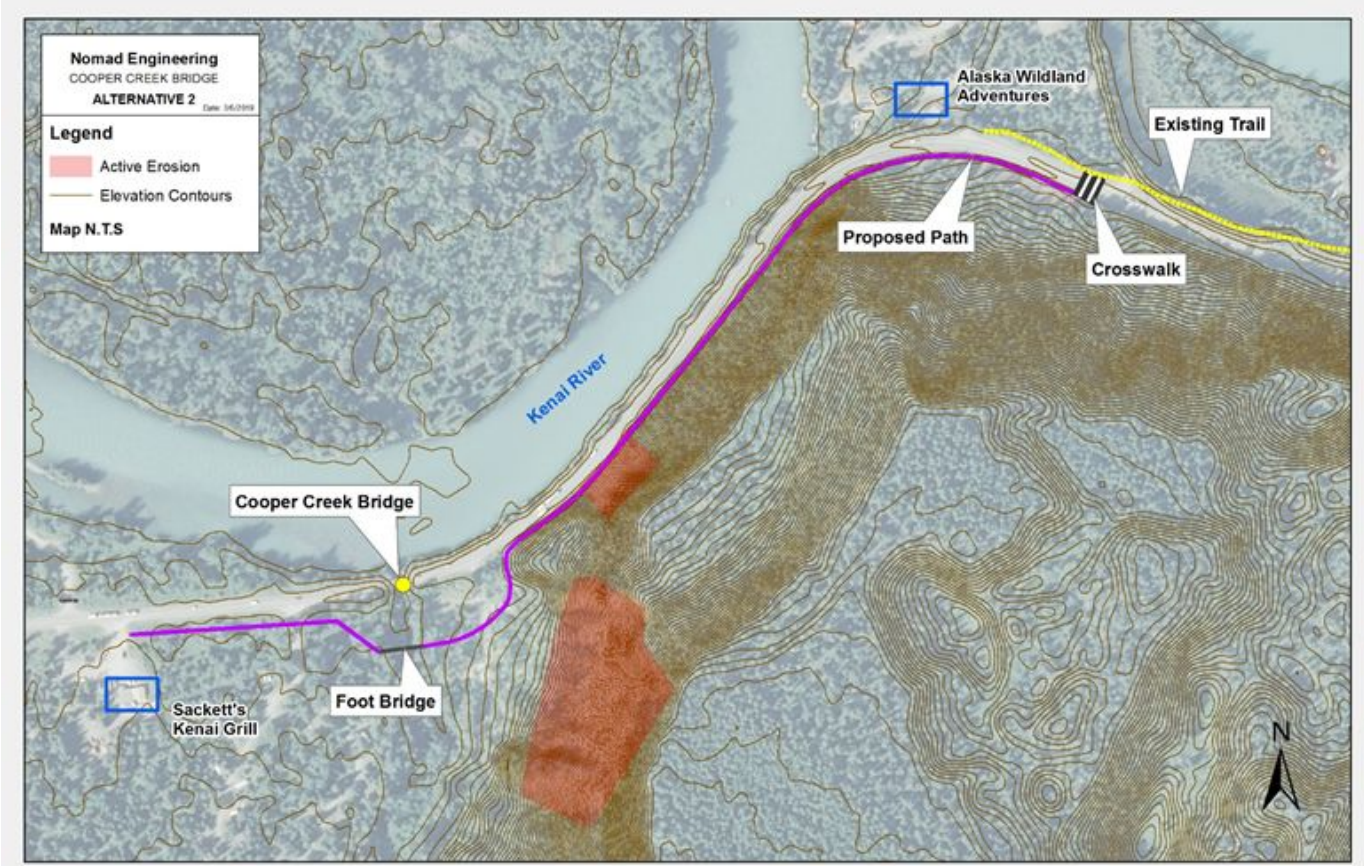 Nomad Engineering
COOPER CREEK BRIDGE
ALTERNATIVE 2
Legend
Active Erosion
Elevation Contours
Map N.T.S
Alaska Wildland
Adventures
Existing Trail
Proposed Path
Crosswalk
Kenai River
Cooper Creek Bridge
Foot Bridge
Sackett's
Kenai Grill
N